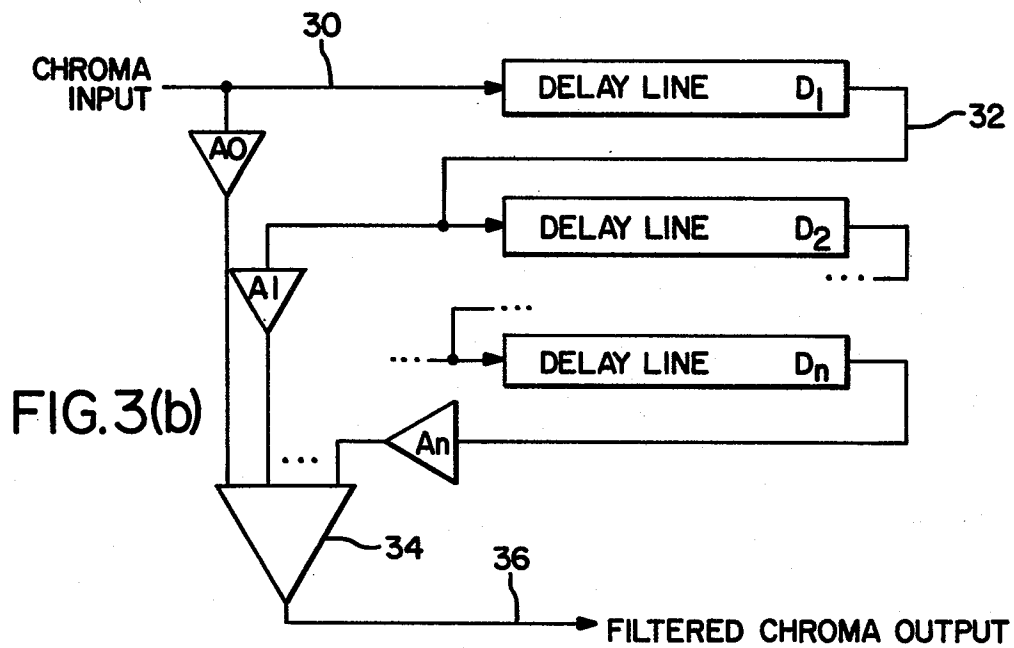 30
CHROMA
INPUT
DELAY LINE D1
32
A0
DELAY LINE D2
...
A1
...
... DELAY LINE Dn
FIG. 3(b)
An
...
34
36
FILTERED CHROMA OUTPUT